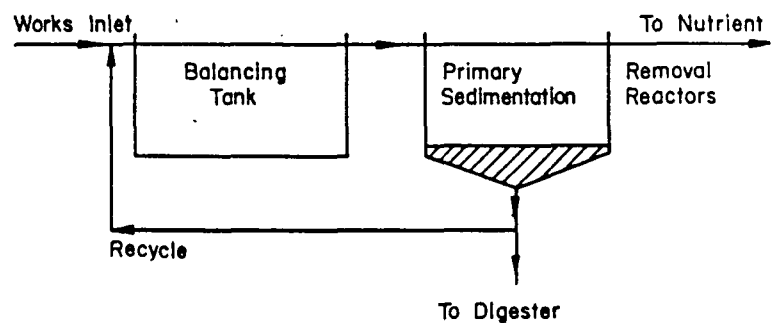 Works Inlet
To Nutrient
Balancing
Tank
Primary
Sedimentation
Removal
Reactors
Recycle
To Digester